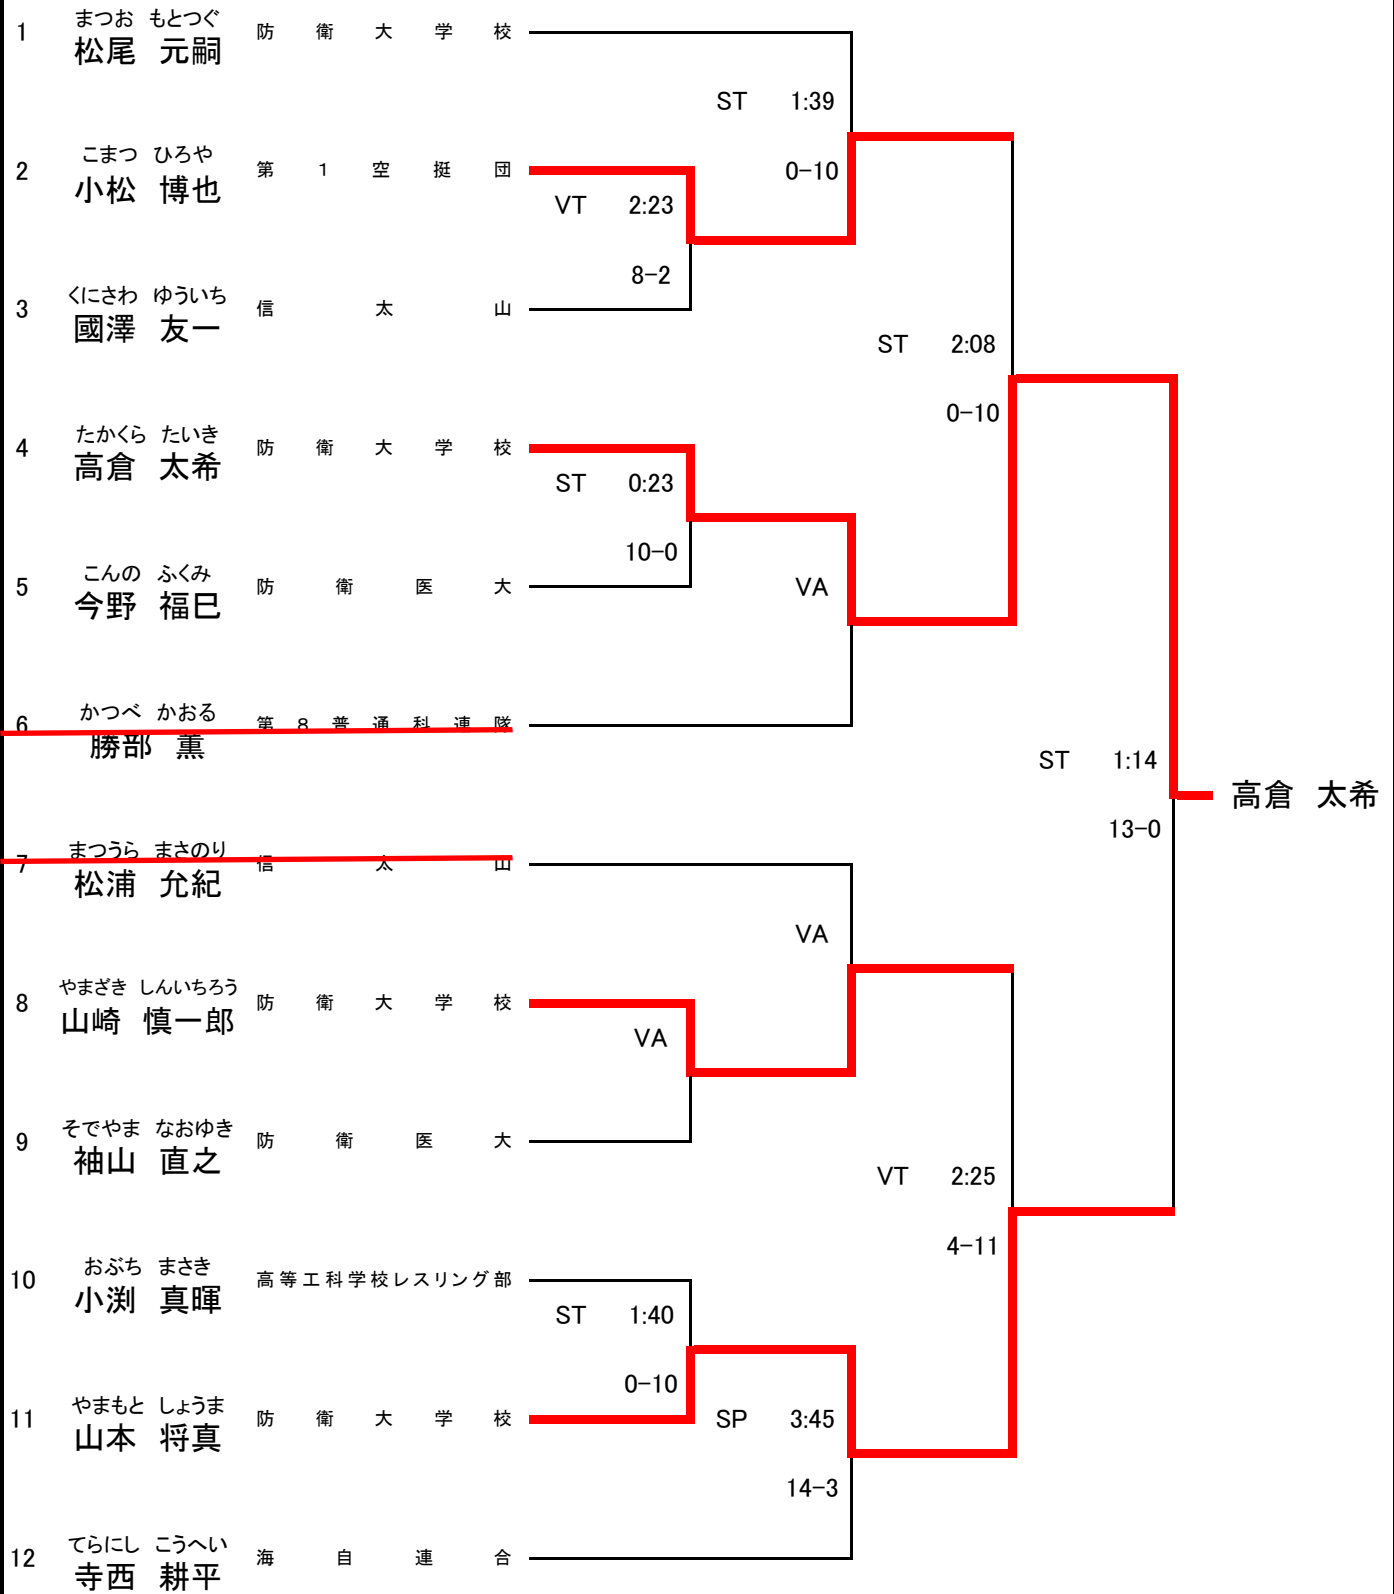 まつお もとつぐ
1 松尾 元嗣 防衛大学校
ST 1:39
0-10
こまつ ひろや
2 小松 博也 第1空挺団
VT 2:23
8-2
くにさわ ゆういち
3 國澤 友一 信太山
ST 2:08
0-10
たかくら たいき
4 高倉 太希 防衛大学校
ST 0:23
10-0
こんの ふくみ
5 今野 福巳 防衛医大
VA
かつべ かおる
6 勝部 薫 第8普通科連隊
ST 1:14
13-0
高倉 太希
まつうら まさのり
7 松浦 允紀 信太山
VA
やまざき しんいちろう
8 山崎 慎一郎 防衛大学校
VA
そでやま なおゆき
9 袖山 直之 防衛医大
VT 2:25
4-11
おぶち まさき
10 小渕 真暉 高等工科学校レスリング部
ST 1:40
0-10
やまもと しょうま
11 山本 将真 防衛大学校
SP 3:45
14-3
てらにし こうへい
12 寺西 耕平 海自連合